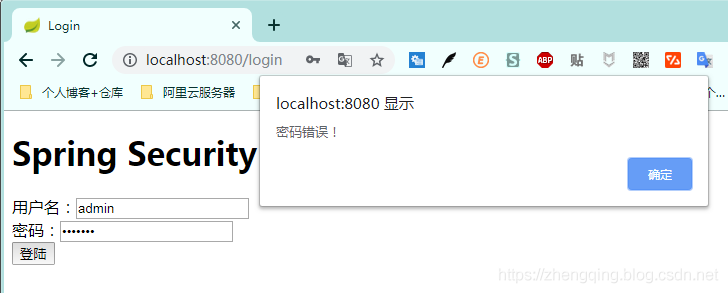 Login
localhost:8080/login
ABP
贴
个人博客+仓库
阿里云服务器
个...
localhost:8080 显示
密码错误！
确定
Spring Security
用户名：admin
密码：•••••••
登陆
https://zhengqing.blog.csdn.net